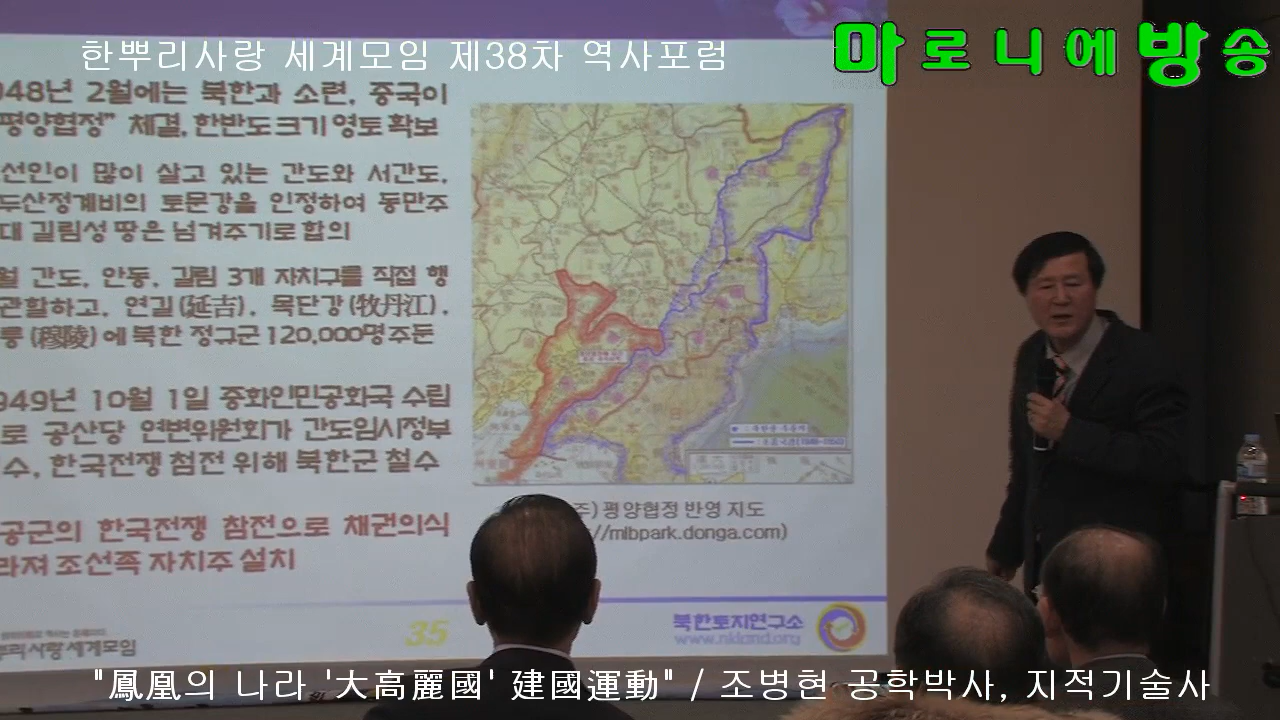 한뿌리사랑 세계모임 제38차 역사포럼
마로니에방송
948년 2월에는 북한과 소련, 중국이
평양협정” 체결, 한반도크기 영토 확보
선인이 많이 살고 있는 간도와 서간도,
두산정계비의 토문강을 인정하여 동만주
대 길림성 땅은 넘겨주기로 합의
월 간도, 안동, 길림 3개 자치구를 직접 행
관할하고, 연길(延吉), 목단강(牧丹江),
릉 (穆陵) 에 북한 정규군 120,000명 주둔
949년 10월 1일 중화인민공화국 수립
로 공산당 연변위원회가 간도임시정부
수, 한국전쟁 참전 위해 북한군 철수
공군의 한국전쟁 참전으로 채권의식
라져 조선족 자치주 설치
주) 평양협정 반영 지도
//mlbpark.donga.com)
뿌리사랑 세계모임
35
북한토지연구소
www.nkland.org
"鳳凰의 나라 '大高麗國' 建國運動" / 조병현 공학박사, 지적기술사